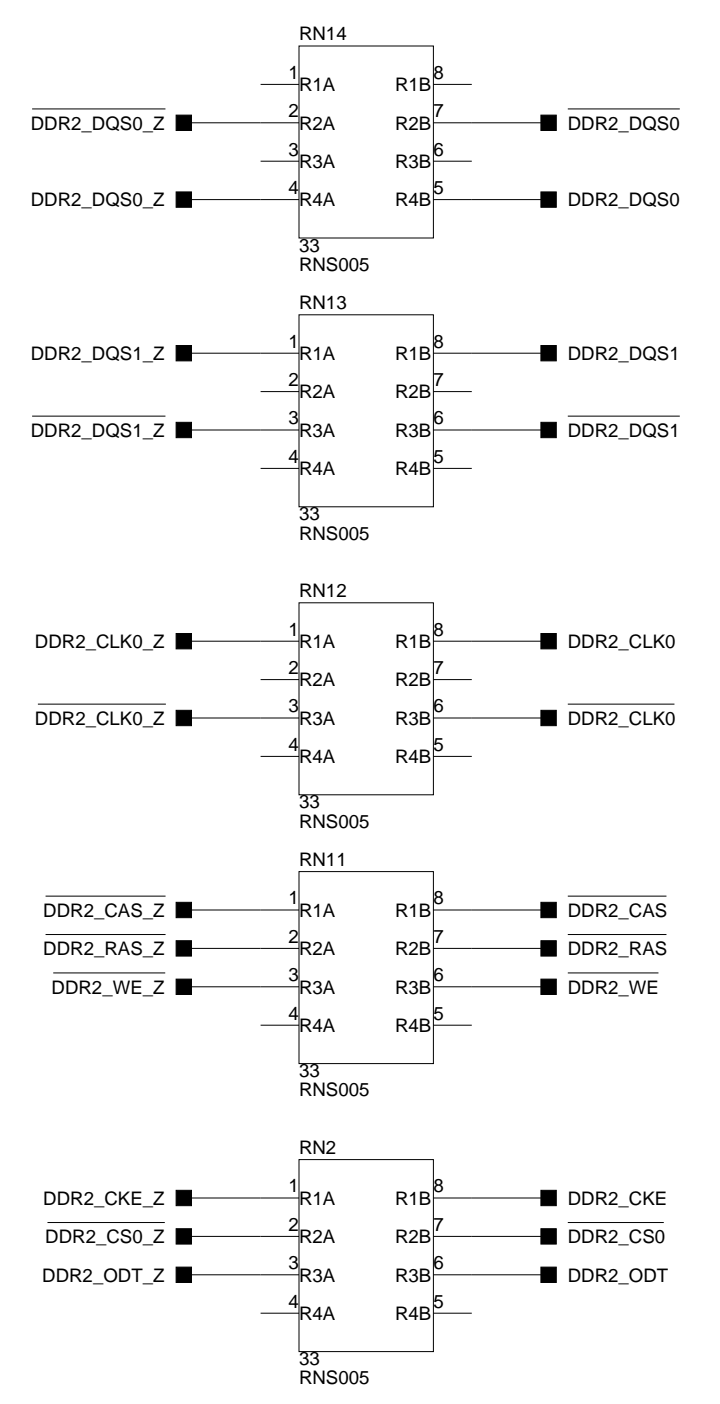 RN14
1 R1A R1B 8
DDR2_DQS0_Z 2 R2A R2B 7 DDR2_DQS0
3 R3A R3B 6
DDR2_DQS0_Z 4 R4A R4B 5 DDR2_DQS0
33
RNS005
RN13
DDR2_DQS1_Z 1 R1A R1B 8 DDR2_DQS1
2 R2A R2B 7
DDR2_DQS1_Z 3 R3A R3B 6 DDR2_DQS1
4 R4A R4B 5
33
RNS005
RN12
DDR2_CLK0_Z 1 R1A R1B 8 DDR2_CLK0
2 R2A R2B 7
DDR2_CLK0_Z 3 R3A R3B 6 DDR2_CLK0
4 R4A R4B 5
33
RNS005
RN11
DDR2_CAS_Z 1 R1A R1B 8 DDR2_CAS
DDR2_RAS_Z 2 R2A R2B 7 DDR2_RAS
DDR2_WE_Z 3 R3A R3B 6 DDR2_WE
4 R4A R4B 5
33
RNS005
RN2
DDR2_CKE_Z 1 R1A R1B 8 DDR2_CKE
DDR2_CS0_Z 2 R2A R2B 7 DDR2_CS0
DDR2_ODT_Z 3 R3A R3B 6 DDR2_ODT
4 R4A R4B 5
33
RNS005